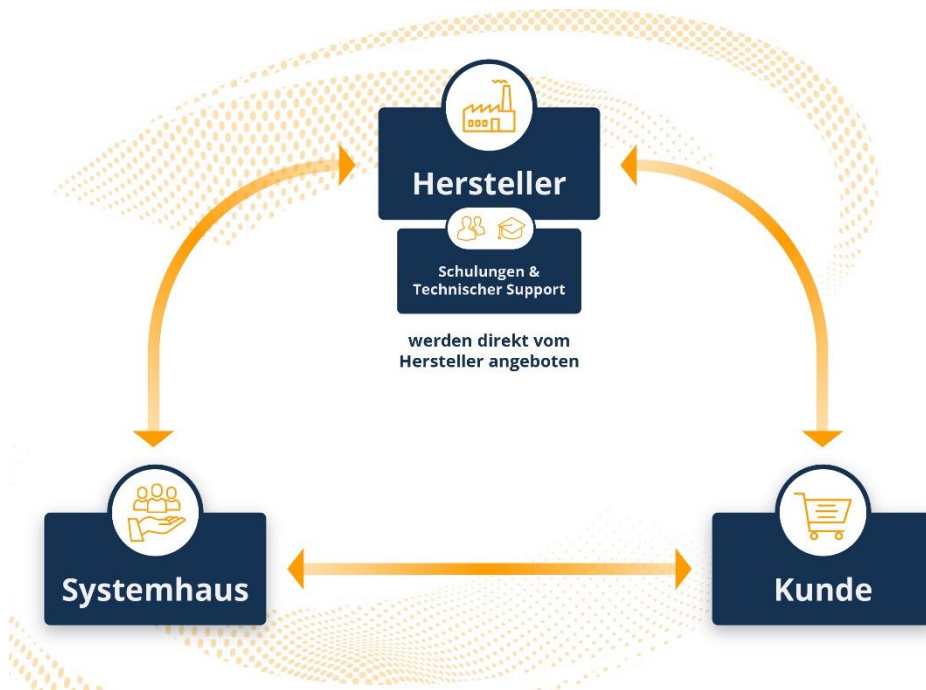 Hersteller
Schulungen &
Technischer Support
werden direkt vom
Hersteller angeboten
Systemhaus
Kunde